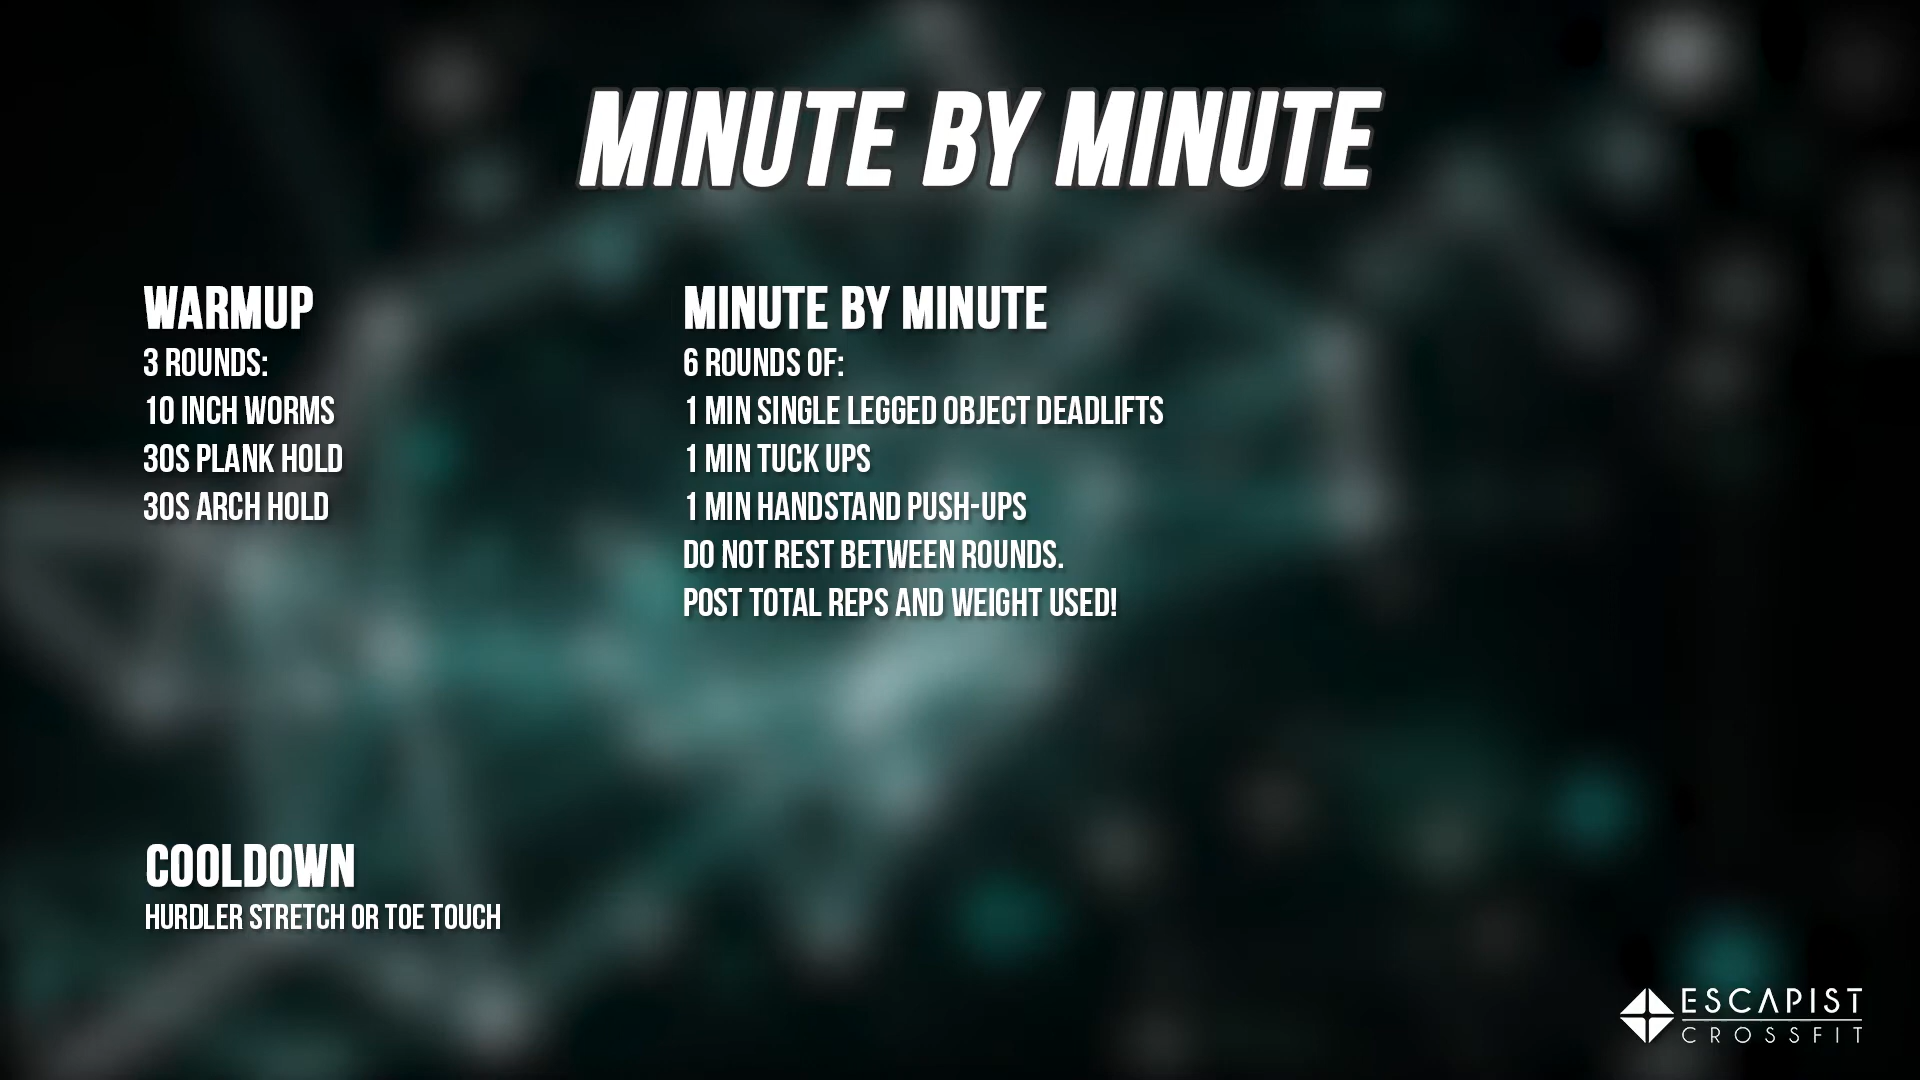 MINUTE BY MINUTE
WARMUP
3 ROUNDS:
10 INCH WORMS
30S PLANK HOLD
30S ARCH HOLD
MINUTE BY MINUTE
6 ROUNDS OF:
1 MIN SINGLE LEGGED OBJECT DEADLIFTS
1 MIN TUCK UPS
1 MIN HANDSTAND PUSH-UPS
DO NOT REST BETWEEN ROUNDS.
POST TOTAL REPS AND WEIGHT USED!
COOLDOWN
HURDLER STRETCH OR TOE TOUCH
ESCAPIST
CROSSFIT